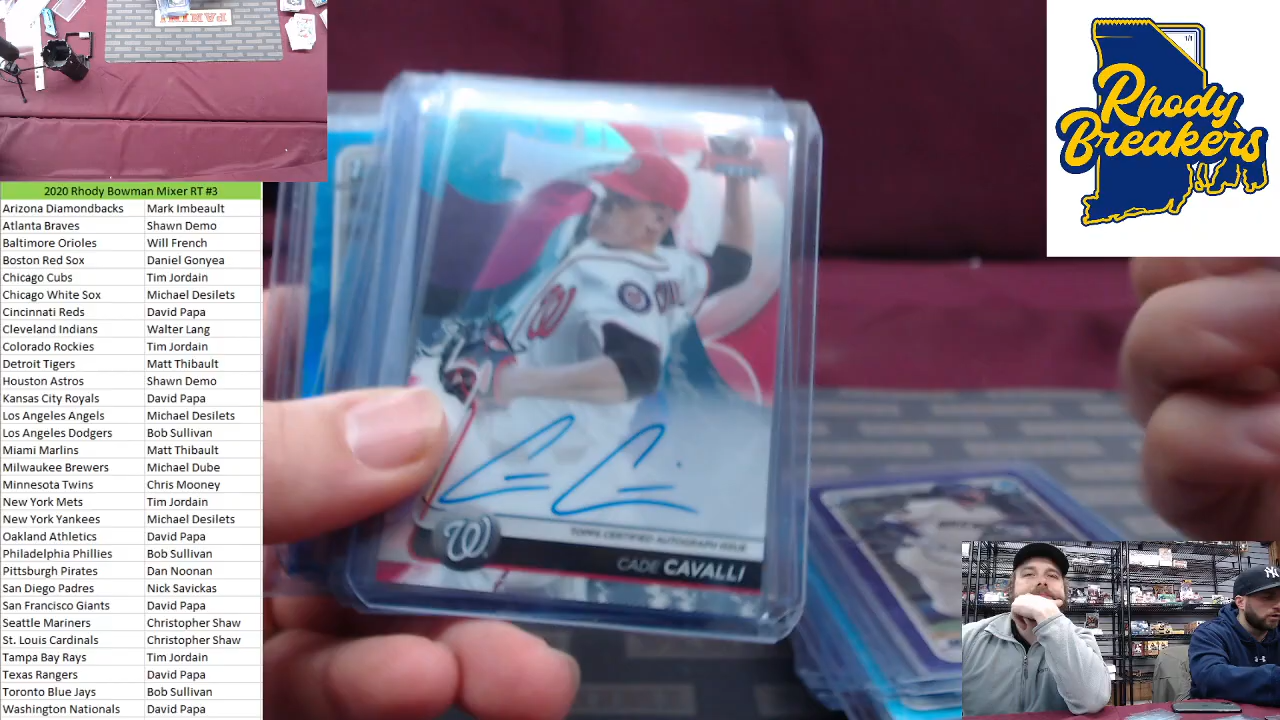 PANINI
1/1
Rhody
Breakers
2020 Rhody Bowman Mixer RT #3
Arizona Diamondbacks Mark Imbeault
Atlanta Braves Shawn Demo
Baltimore Orioles Will French
Boston Red Sox Daniel Gonyea
Chicago Cubs Tim Jordain
Chicago White Sox Michael Desilets
Cincinnati Reds David Papa
Cleveland Indians Walter Lang
Colorado Rockies Tim Jordain
Detroit Tigers Matt Thibault
Houston Astros Shawn Demo
Kansas City Royals David Papa
Los Angeles Angels Michael Desilets
Los Angeles Dodgers Bob Sullivan
Miami Marlins Matt Thibault
Milwaukee Brewers Michael Dube
Minnesota Twins Chris Mooney
New York Mets Tim Jordain
New York Yankees Michael Desilets
Oakland Athletics David Papa
Philadelphia Phillies Bob Sullivan
Pittsburgh Pirates Dan Noonan
San Diego Padres Nick Savickas
San Francisco Giants David Papa
Seattle Mariners Christopher Shaw
St. Louis Cardinals Christopher Shaw
Tampa Bay Rays Tim Jordain
Texas Rangers David Papa
Toronto Blue Jays Bob Sullivan
Washington Nationals David Papa
W
W
TOPPS CERTIFIED AUTOGRAPH ISSUE
CADE CAVALLI
NY